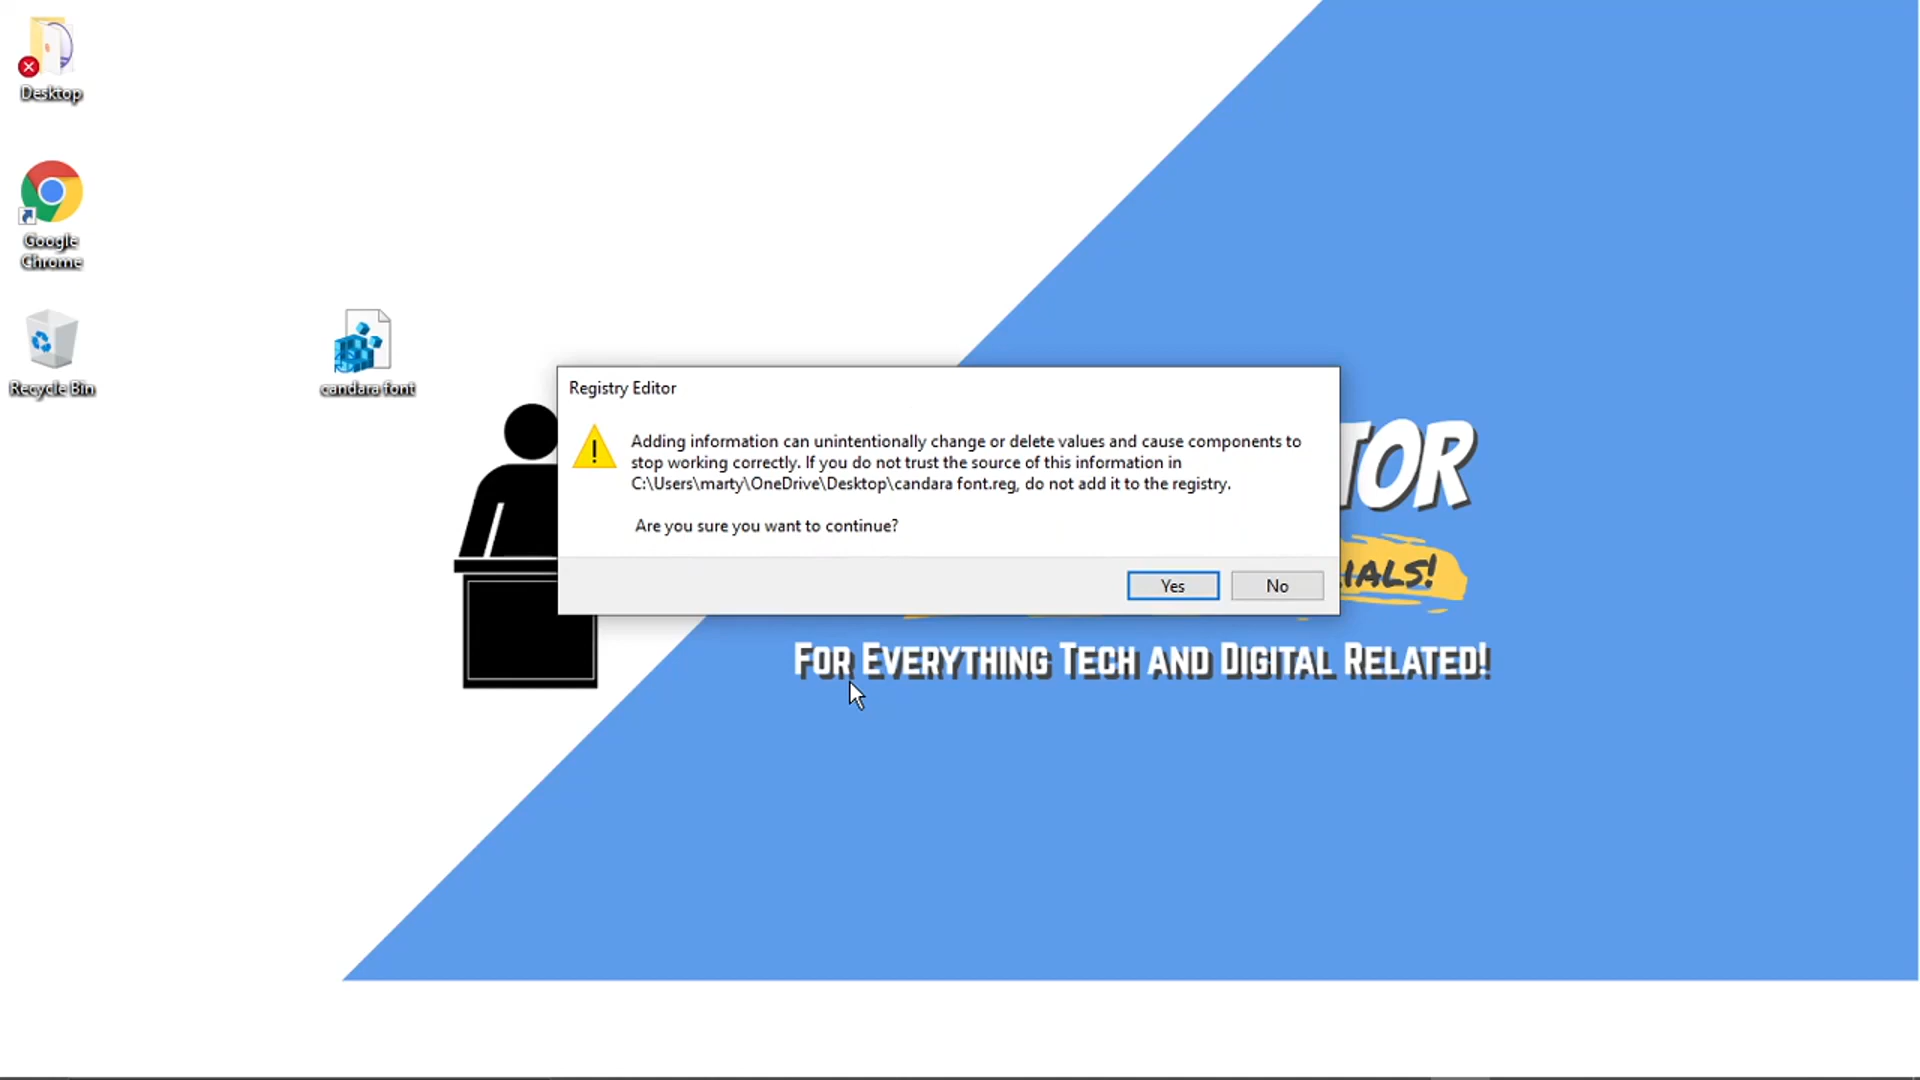 Desktop
Google
Chrome
Recycle Bin
candara font
Registry Editor
Adding information can unintentionally change or delete values and cause components to
stop working correctly. If you do not trust the source of this information in
C:\Users\marty\OneDrive\Desktop\candara font.reg, do not add it to the registry.
Are you sure you want to continue?
Yes
No
For Everything Tech and Digital Related!